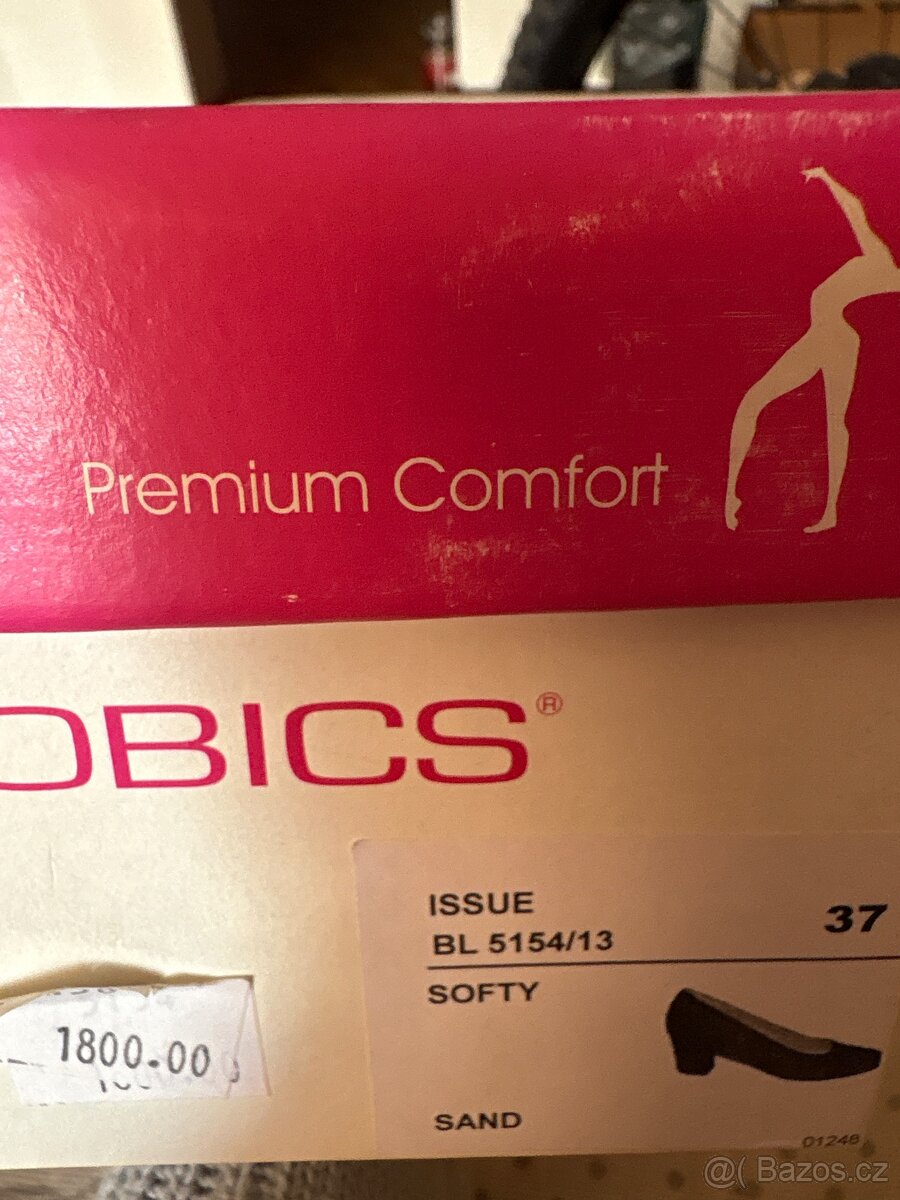 Premium Comfort
OBICS®
ISSUE
37
BL 5154/13
SOFTY
1800.00
SAND
01248
@( Bazos.cz